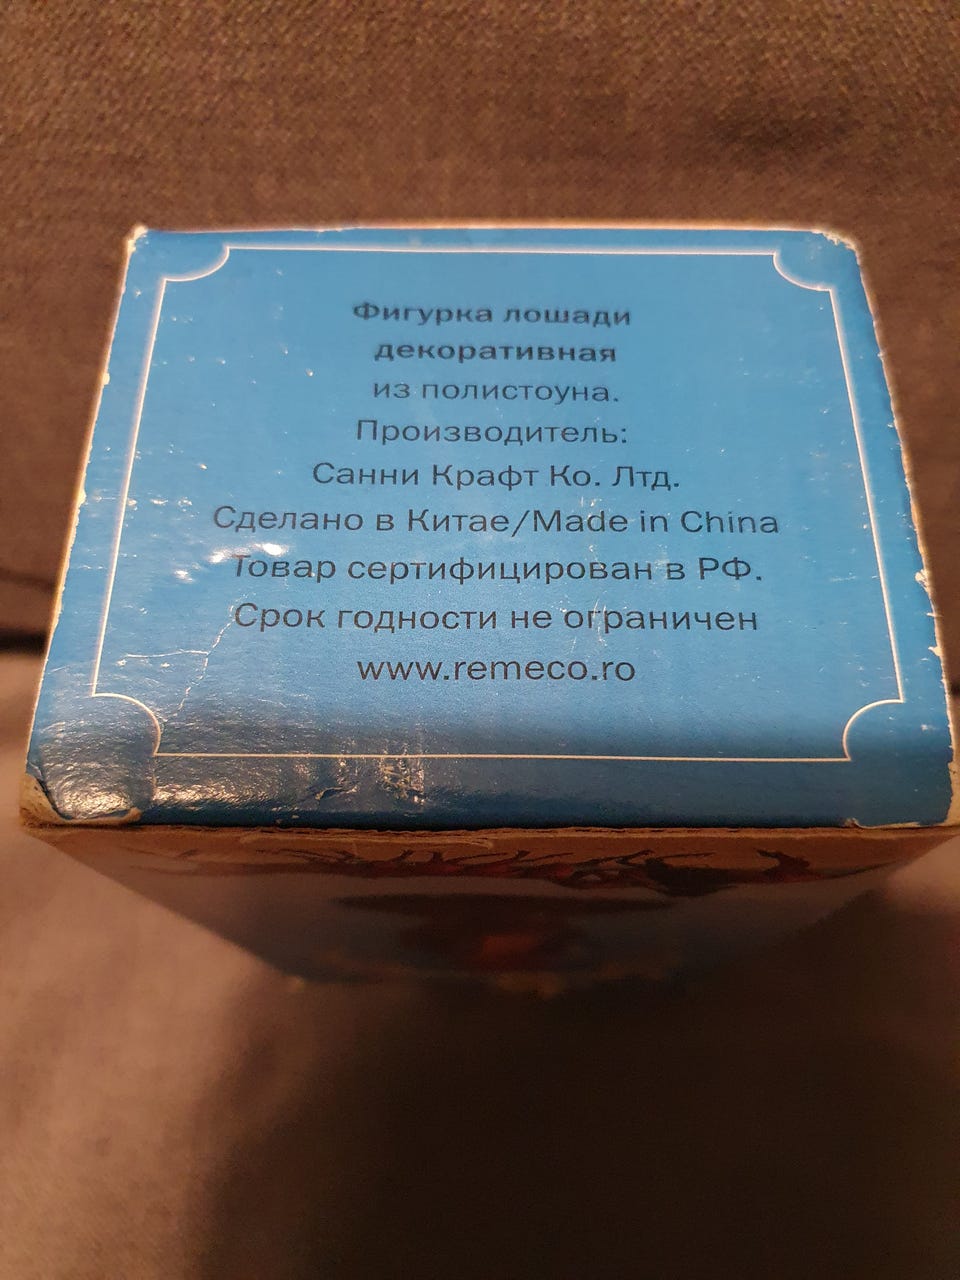 Фигурка лошади
декоративная
из полистоуна.
Производитель:
Санни Крафт Ко. Лтд.
Сделано в Китае/Made in China
Товар сертифицирован в РФ.
Срок годности не ограничен
www.remeco.ro